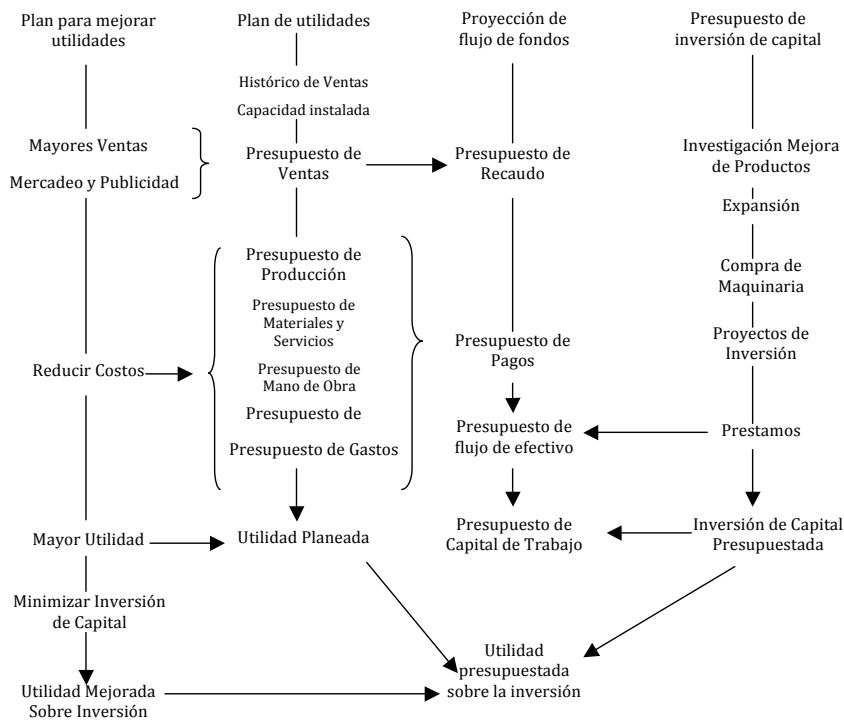 Plan para mejorar
utilidades
Plan de utilidades
Proyección de
flujo de fondos
Presupuesto de
inversión de capital
Histórico de Ventas
Capacidad instalada
Mayores Ventas
Mercadeo y Publicidad
Presupuesto de
Ventas
Presupuesto de
Recaudo
Investigación Mejora
de Productos
Expansión
Presupuesto de
Producción
Compra de
Maquinaria
Presupuesto de
Materiales y
Servicios
Proyectos de
Inversión
Presupuesto de
Pagos
Reducir Costos
Presupuesto de
Mano de Obra
Presupuesto de
Presupuesto de Gastos
Presupuesto de
flujo de efectivo
Prestamos
Mayor Utilidad
Utilidad Planeada
Presupuesto de
Capital de Trabajo
Inversión de Capital
Presupuestada
Minimizar Inversión
de Capital
Utilidad
presupuestada
sobre la inversión
Utilidad Mejorada
Sobre Inversión